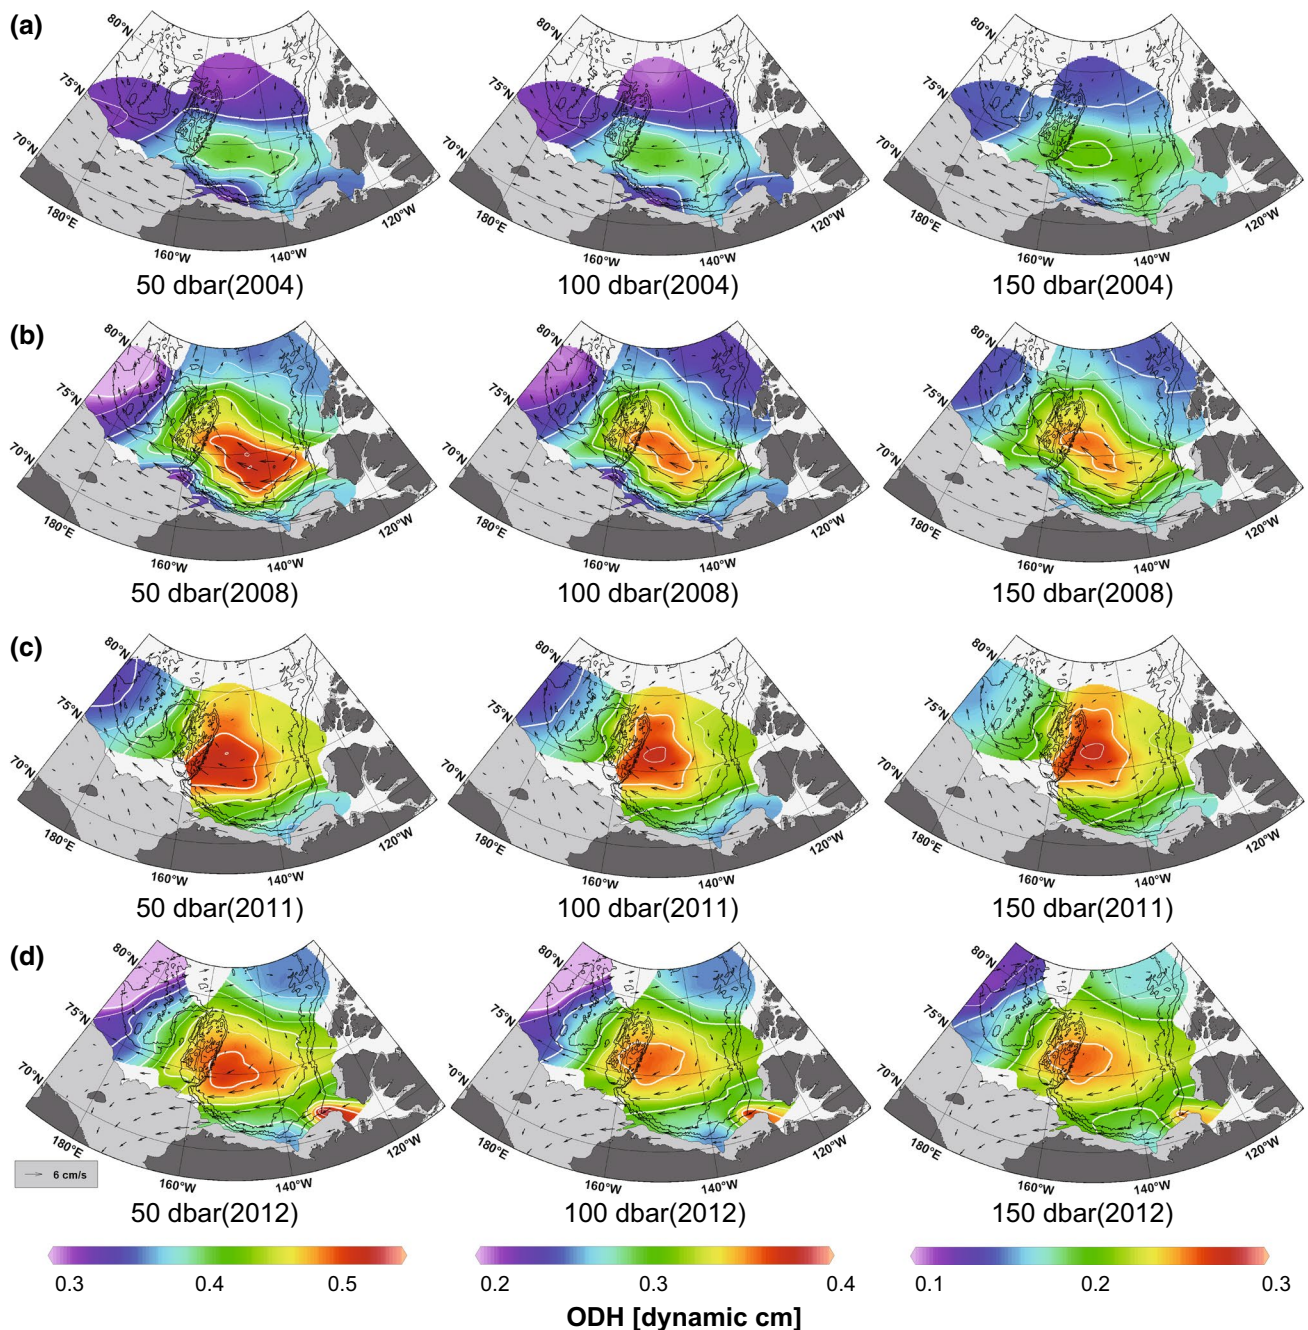 (a)
80°N 75°N 70°N 180°E 160°W 140°W 120°W
80°N 75°N 70°N 180°E 160°W 140°W 120°W
80°N 75°N 70°N 180°E 160°W 140°W 120°W
50 dbar(2004) 100 dbar(2004) 150 dbar(2004)
(b)
80°N 75°N 70°N 180°E 160°W 140°W 120°W
80°N 75°N 70°N 180°E 160°W 140°W 120°W
80°N 75°N 70°N 180°E 160°W 140°W 120°W
50 dbar(2008) 100 dbar(2008) 150 dbar(2008)
(c)
80°N 75°N 70°N 180°E 160°W 140°W 120°W
80°N 75°N 70°N 180°E 160°W 140°W 120°W
80°N 75°N 70°N 180°E 160°W 140°W 120°W
50 dbar(2011) 100 dbar(2011) 150 dbar(2011)
(d)
80°N 75°N 70°N 180°E 160°W 140°W 120°W
80°N 75°N 70°N 180°E 160°W 140°W 120°W
80°N 75°N 70°N 180°E 160°W 140°W 120°W
6 cm/s
50 dbar(2012) 100 dbar(2012) 150 dbar(2012)
0.3 0.4 0.5 0.2 0.3 0.4 0.1 0.2 0.3
ODH [dynamic cm]